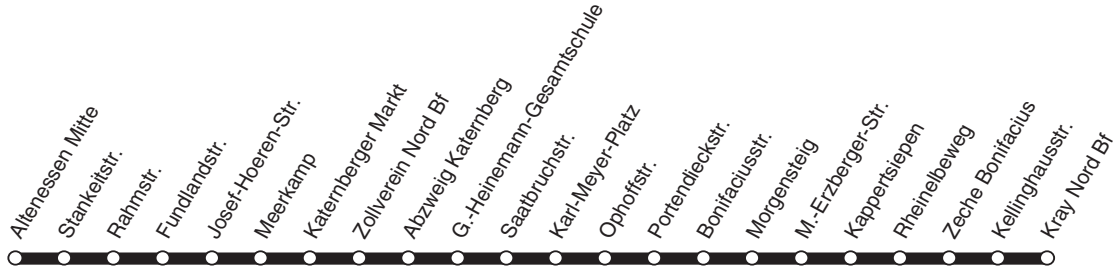 Altenessen Mitte
Stankeitstr.
Rahmstr.
Fundlandstr.
Josef-Hoeren-Str.
Meerkamp
Katernberger Markt
Zollverein Nord Bf
Abzweig Katernberg
G.-Heinemann-Gesamtschule
Saatbruchstr.
Karl-Meyer-Platz
Ophoffstr.
Portendieckstr.
Bonifaciusstr.
Morgensteig
M.-Erzberger-Str.
Kappertsiepen
Rheinelbeweg
Zeche Bonifacius
Kellinghausstr.
Kray Nord Bf